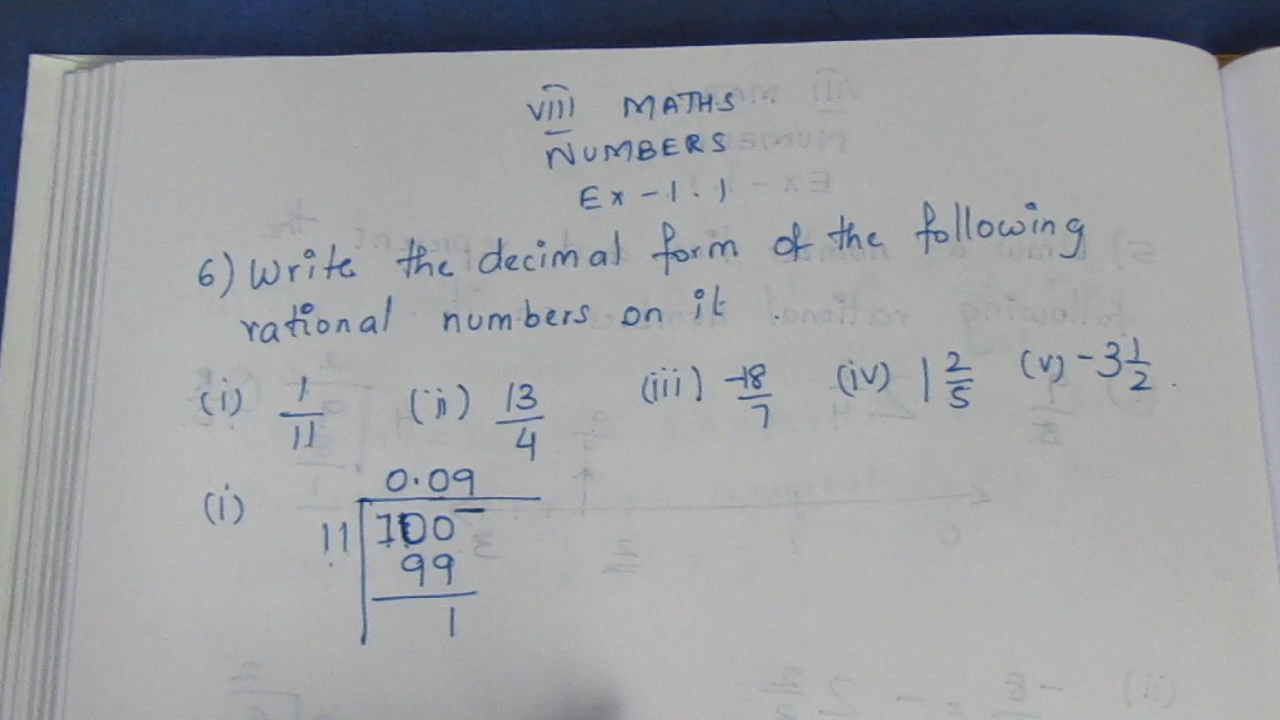 VIII MATHS
NUMBERS
Ex - 1.1
6) Write the decimal form of the following
rational numbers on it.
(i) 1/11 (ii) 13/4 (iii) -18/7 (iv) 1 2/5 (v) -3 1/2.
(i) 0.09
11 100
99
1